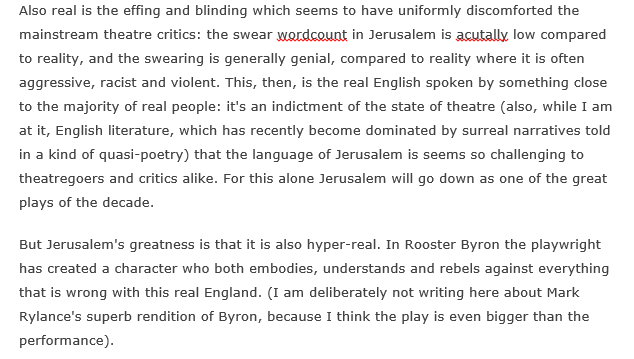 Also real is the effing and blinding which seems to have uniformly discomforted the
mainstream theatre critics: the swear wordcount in Jerusalem is acutally low compared
to reality, and the swearing is generally genial, compared to reality where it is often
aggressive, racist and violent. This, then, is the real English spoken by something close
to the majority of real people: it's an indictment of the state of theatre (also, while I am
at it, English literature, which has recently become dominated by surreal narratives told
in a kind of quasi-poetry) that the language of Jerusalem is seems so challenging to
theatregoers and critics alike. For this alone Jerusalem will go down as one of the great
plays of the decade.
But Jerusalem's greatness is that it is also hyper-real. In Rooster Byron the playwright
has created a character who both embodies, understands and rebels against everything
that is wrong with this real England. (I am deliberately not writing here about Mark
Rylance's superb rendition of Byron, because I think the play is even bigger than the
performance).